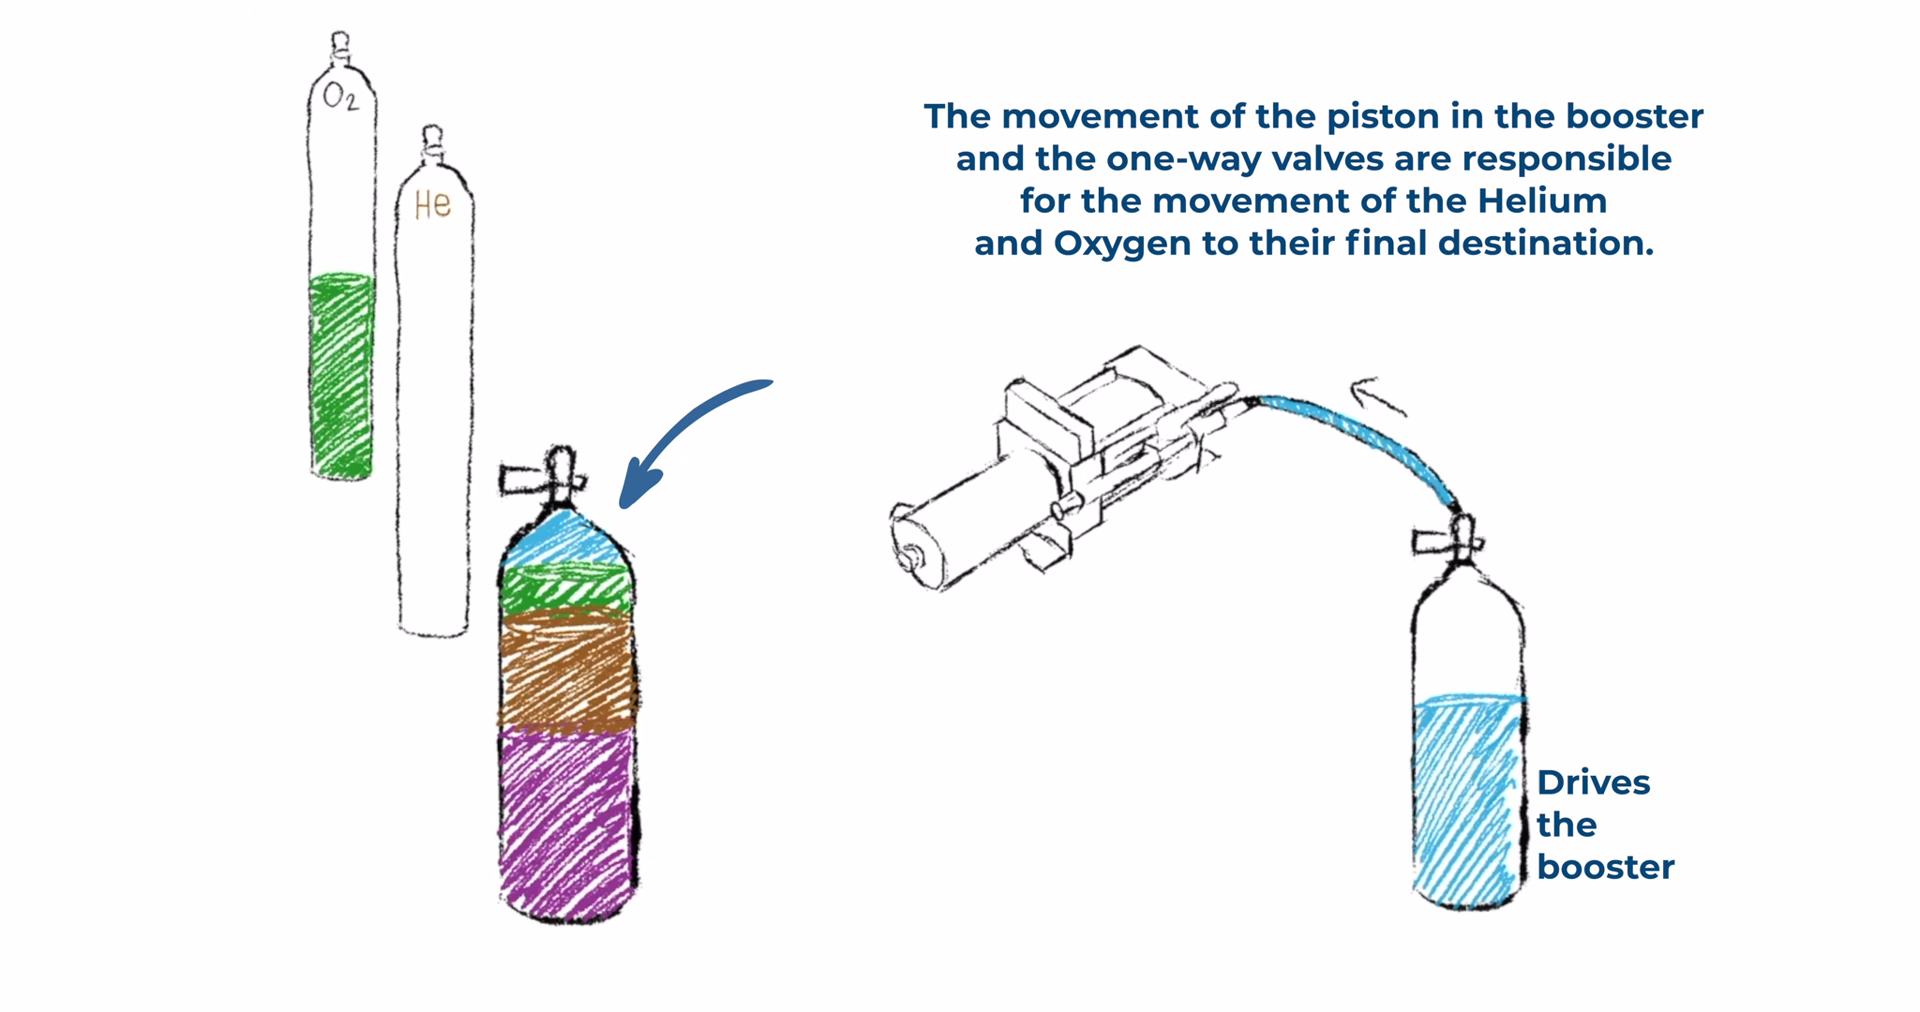 O2
He
The movement of the piston in the booster
and the one-way valves are responsible
for the movement of the Helium
and Oxygen to their final destination.
Drives
the
booster